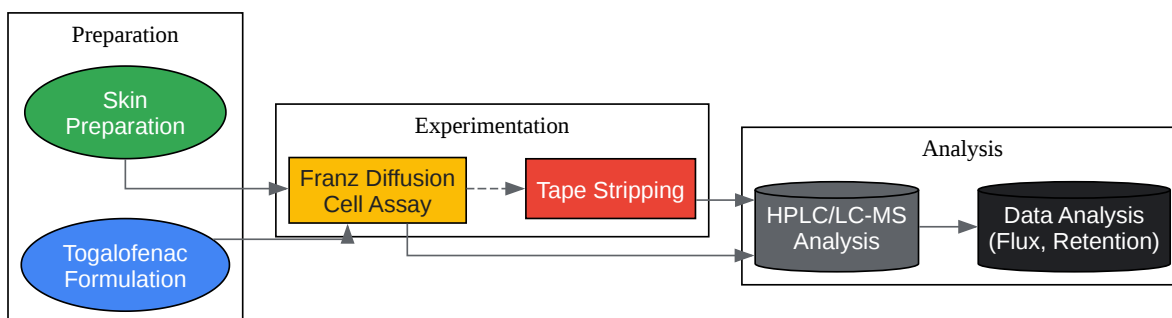 Preparation
Skin
Preparation
Togalofenac
Formulation
Experimentation
Franz Diffusion
Cell Assay
Tape Stripping
Analysis
HPLC/LC-MS
Analysis
Data Analysis
(Flux, Retention)